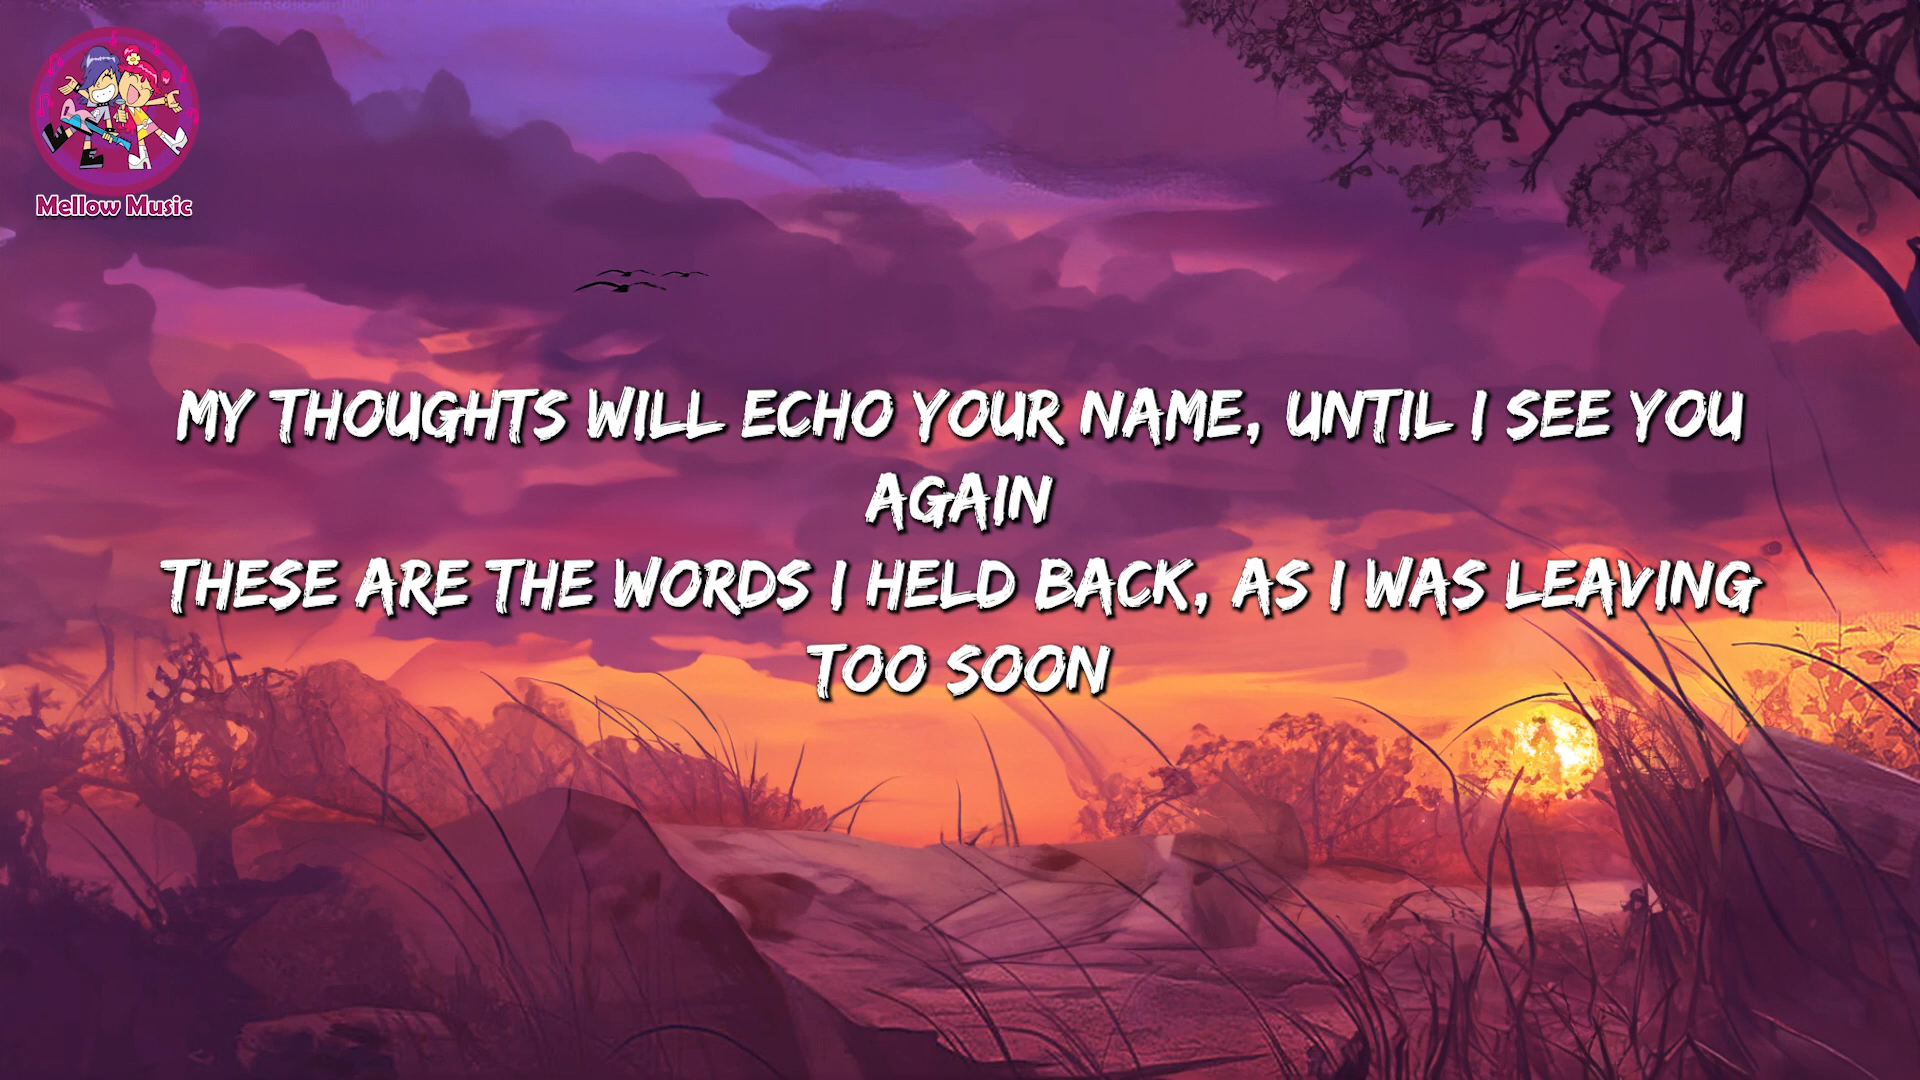 Mellow Music
MY THOUGHTS WILL ECHO YOUR NAME, UNTIL I SEE YOU
AGAIN
THESE ARE THE WORDS I HELD BACK, AS I WAS LEAVING
TOO SOON